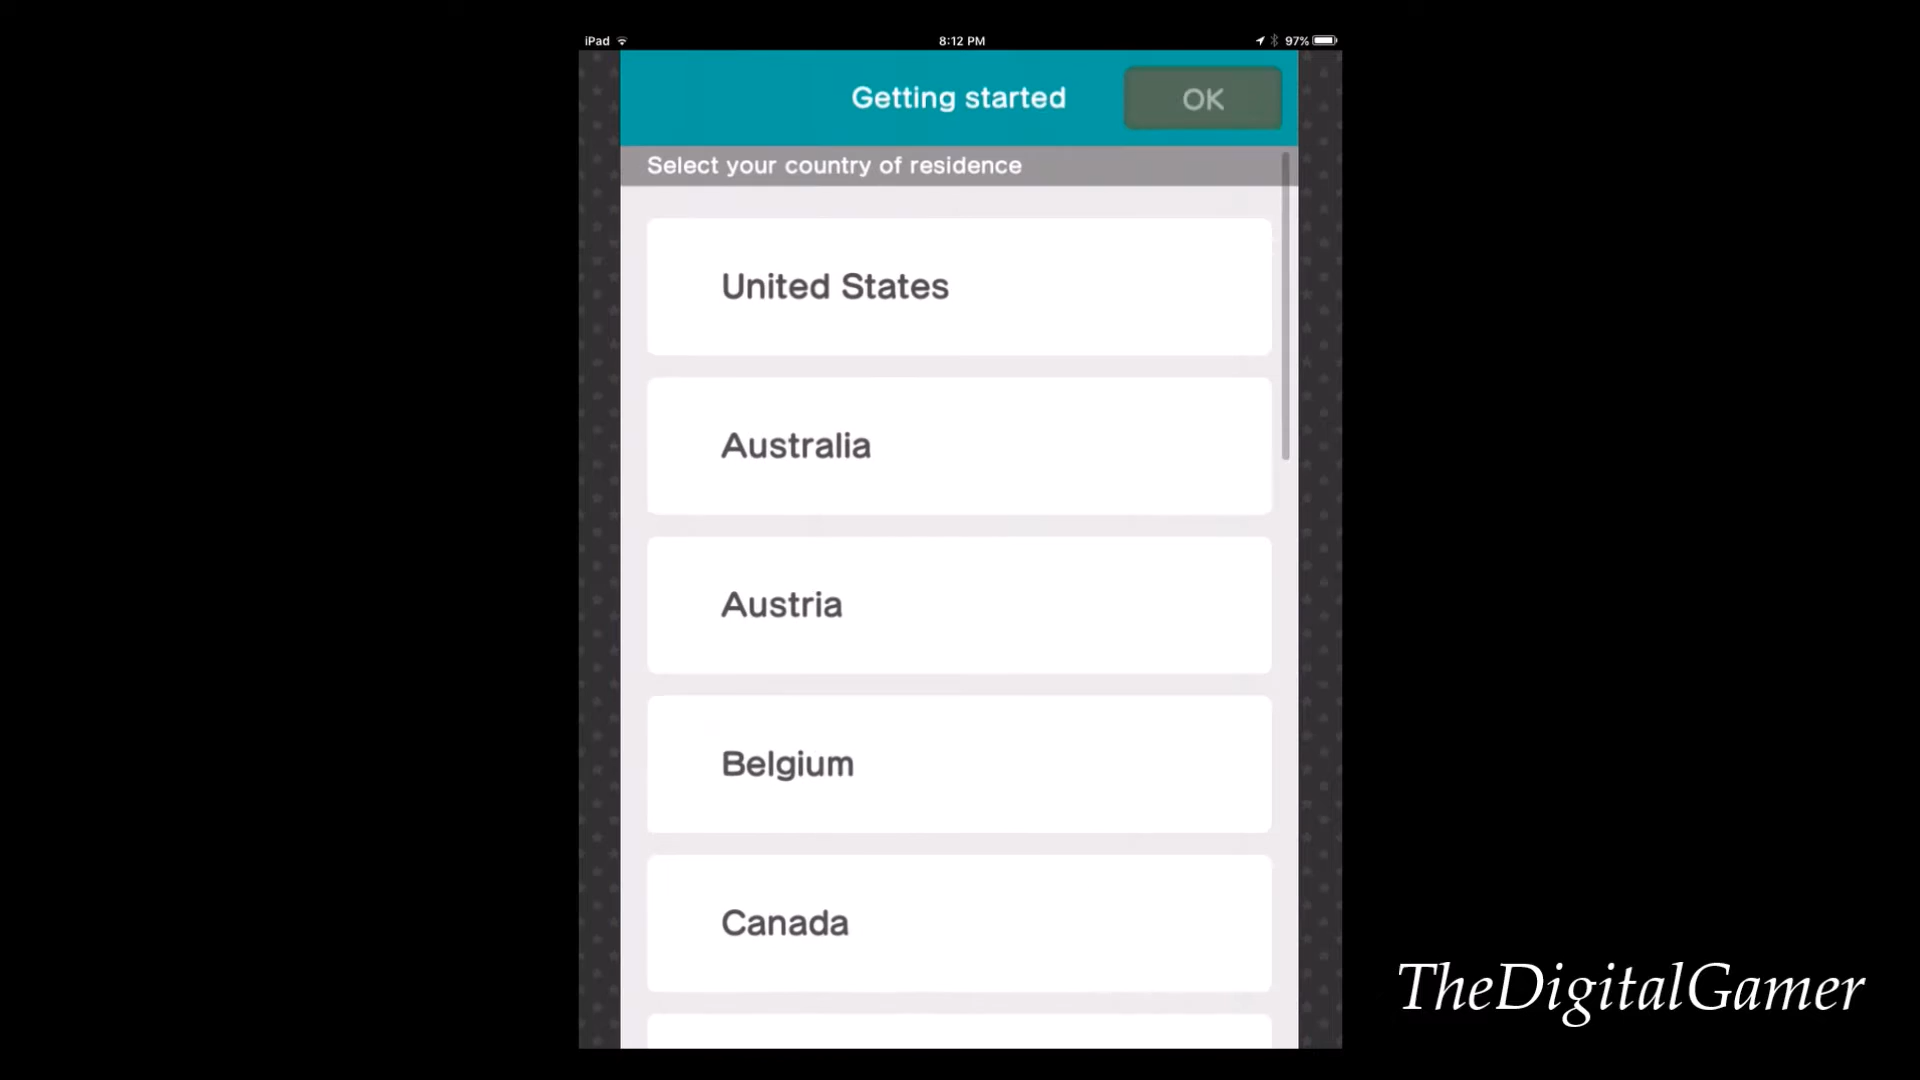 iPad
8:12 PM
97%
Getting started
OK
Select your country of residence
United States
Australia
Austria
Belgium
Canada
TheDigitalGamer